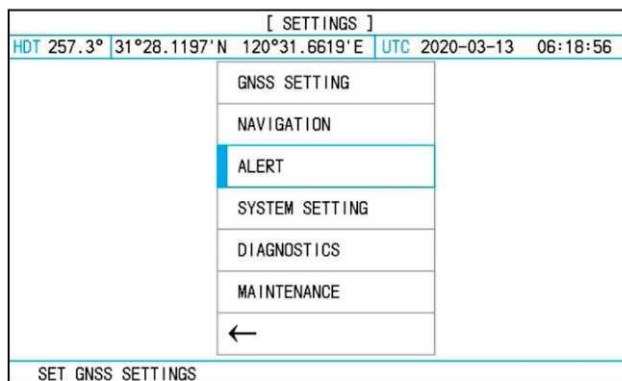 [ SETTINGS ]
HDT 257.3° 31°28.1197'N 120°31.6619'E UTC 2020-03-13 06:18:56
GNSS SETTING
NAVIGATION
ALERT
SYSTEM SETTING
DIAGNOSTICS
MAINTENANCE
←
SET GNSS SETTINGS